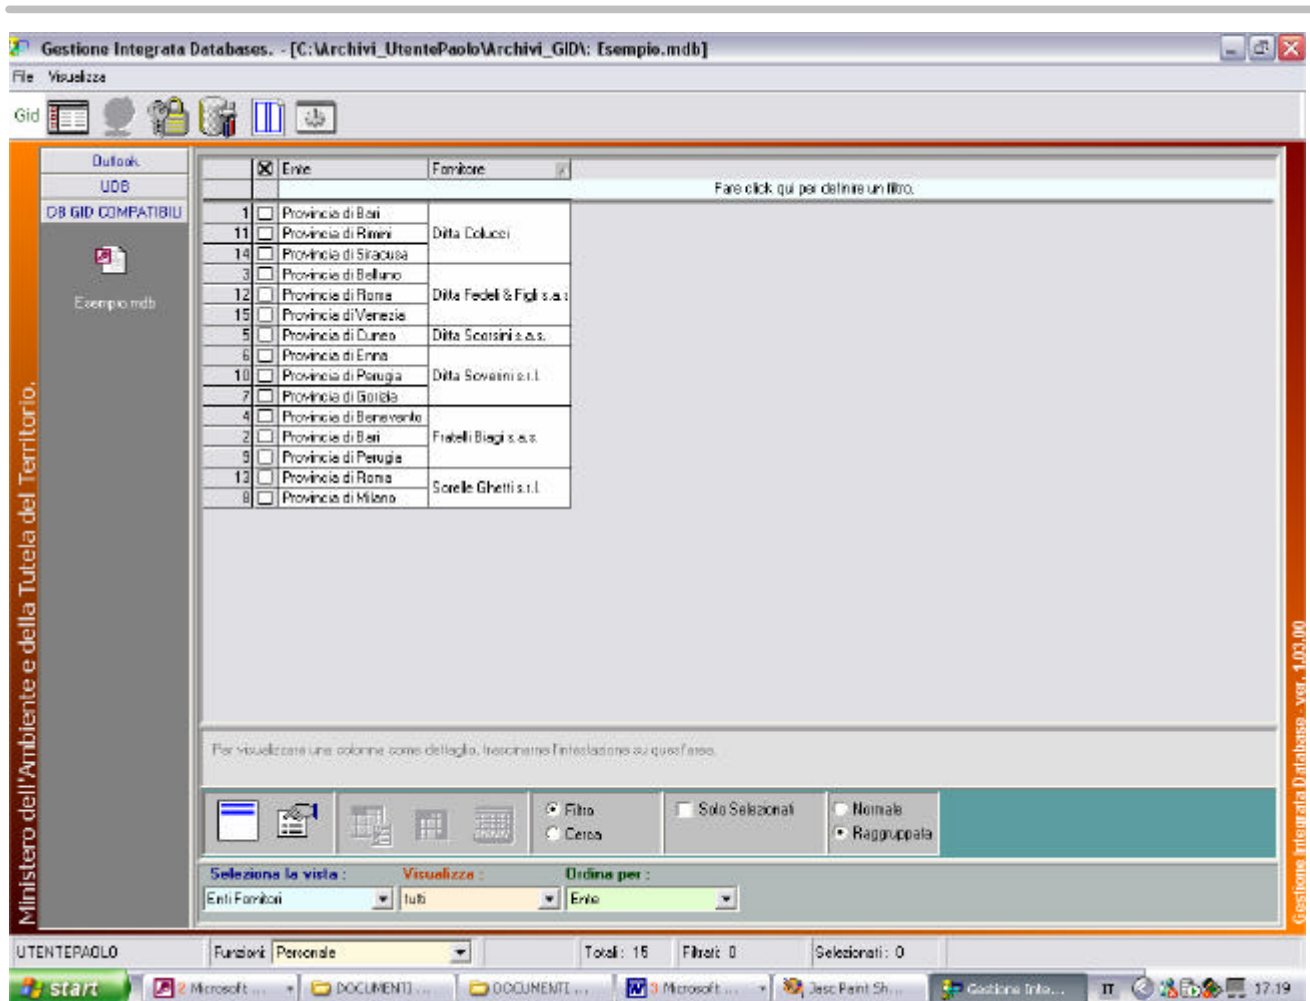 Gestione Integrata Databases. - [C:\Archivi_UtentePaolo\Archivi_GID\: Esempio.mdb]
File Visualizza
Gid
Outlook
UDB
DB GID COMPATIBILI
Esempio.mdb
Ente Fornitore
Fare click qui per definire un filtro.
1 Provincia di Bari
11 Provincia di Rimini Ditta Colucci
14 Provincia di Siracusa
3 Provincia di Belluno
12 Provincia di Roma Ditta Fedeli & Figli s.a.s
15 Provincia di Venezia
5 Provincia di Cuneo Ditta Scorsini s.a.s.
6 Provincia di Enna
10 Provincia di Perugia Ditta Soverini s.r.l.
7 Provincia di Gorizia
4 Provincia di Benevento
2 Provincia di Bari Fratelli Biagi s.a.s.
9 Provincia di Perugia
13 Provincia di Roma
8 Provincia di Milano Sorelle Ghetti s.r.l.
Per visualizzare una colonna come dettaglio, trascinarne l'intestazione su quest'area.
Filtro
Cerca
Solo Selezionati
Normale
Raggruppata
Seleziona la vista : Visualizza : Ordina per :
Enti Fornitori tutti Ente
UTENTEPAOLO Funzioni: Personale Totali : 15 Filtrati: 0 Selezionati : 0
start 2 Microsoft ... DOCUMENTI ... DOCUMENTI ... 3 Microsoft ... Jasc Paint Sh... Gestione Inte... IT 17.19
Ministero dell'Ambiente e della Tutela del Territorio.
Gestione Integrata Database - ver. 1.03.00